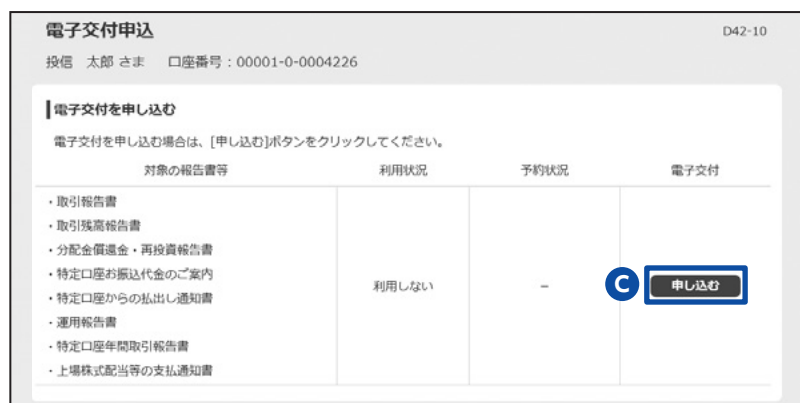 電子交付申込
D42-10
投信 太郎 さま 口座番号：00001-0-0004226
電子交付を申し込む
電子交付を申し込む場合は、[申し込む]ボタンをクリックしてください。
対象の報告書等 利用状況 予約状況 電子交付
・取引報告書
・取引残高報告書
・分配金償還金・再投資報告書
・特定口座お振込代金のご案内
・特定口座からの払出し通知書
・運用報告書
・特定口座年間取引報告書
・上場株式配当等の支払通知書
利用しない
－
C 申し込む